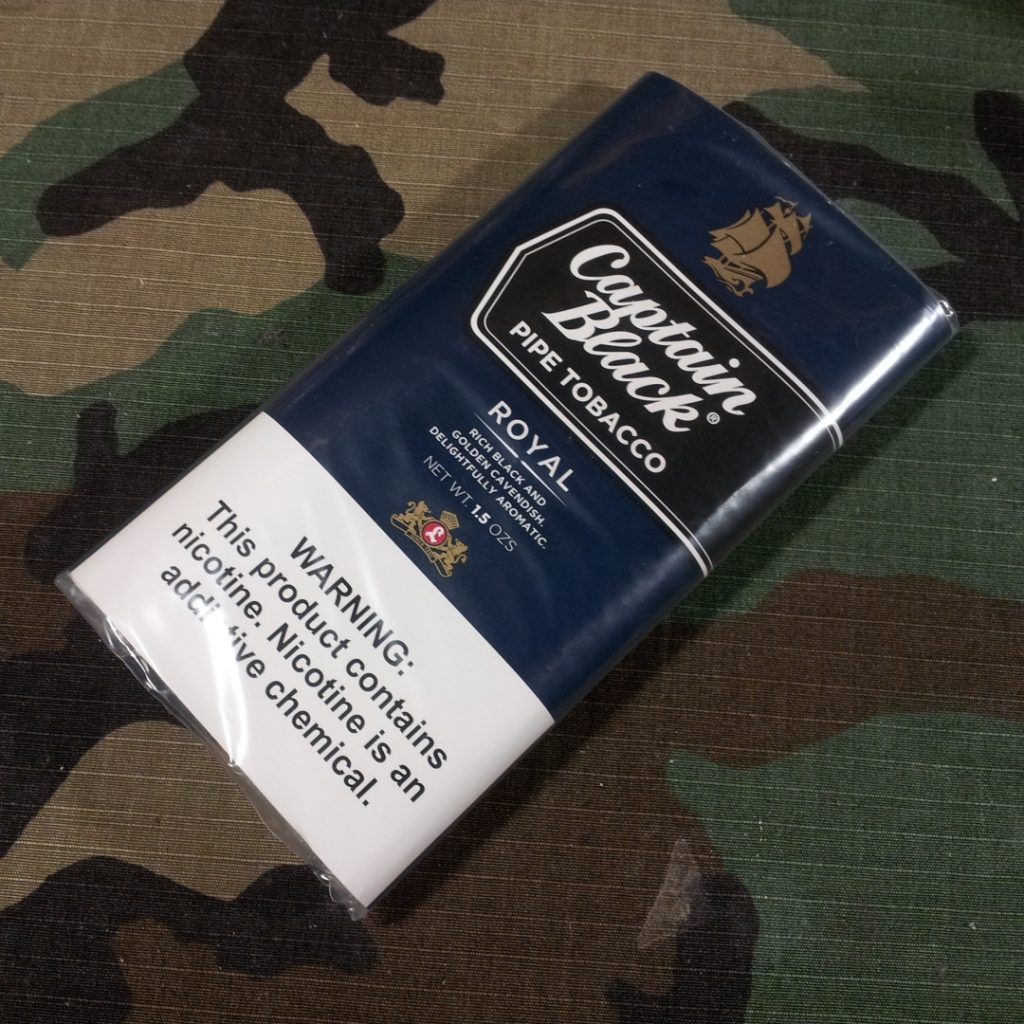 Captain
Black®
PIPE TOBACCO
ROYAL
RICH BLACK AND
GOLDEN CAVENDISH.
DELIGHTFULLY AROMATIC.
NET WT. 1.5 OZS
L
WARNING:
This product contains
nicotine. Nicotine is an
addictive chemical.